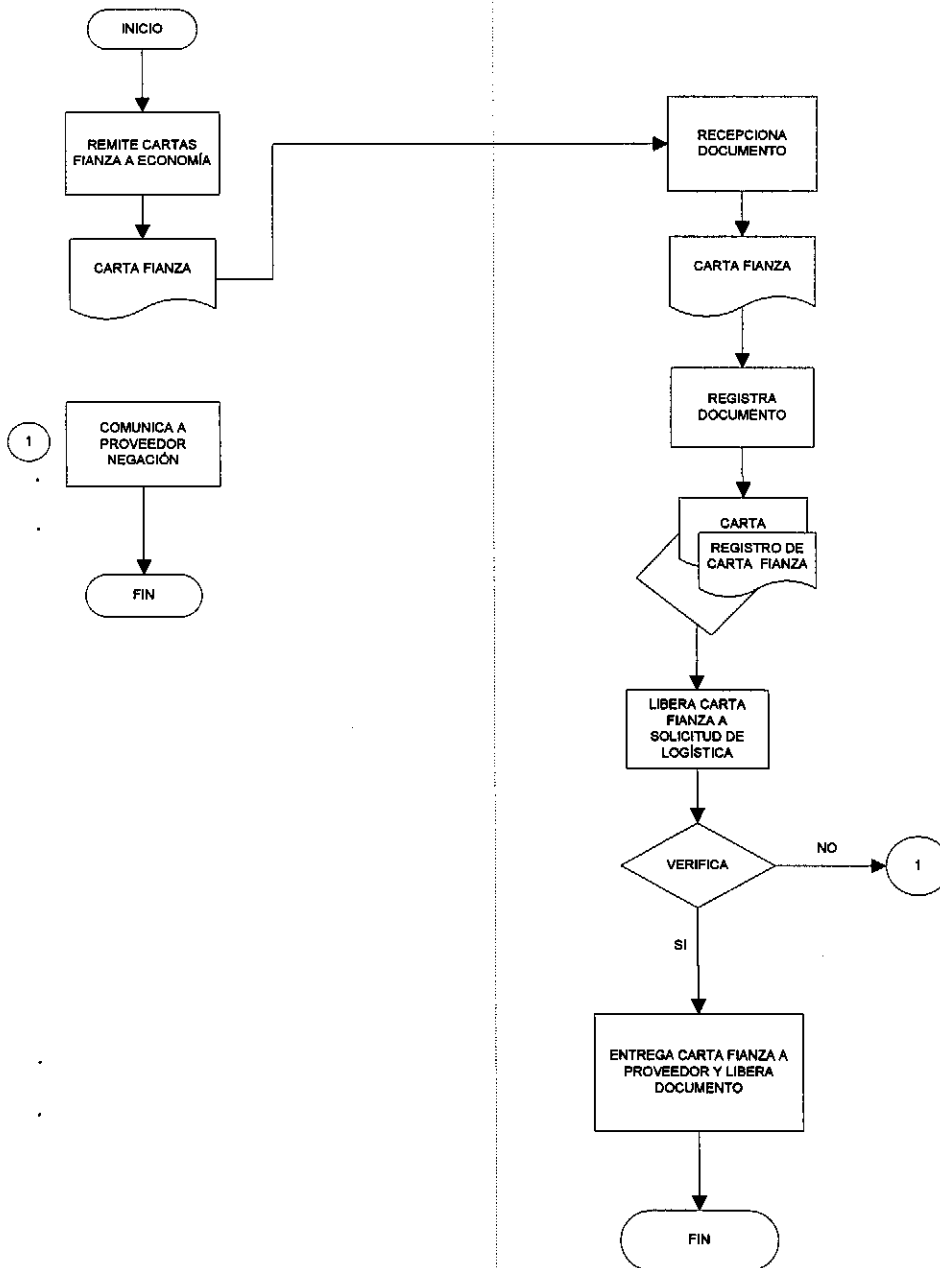 INICIO
REMITE CARTAS
FIANZA A ECONOMÍA
CARTA FIANZA
1
COMUNICA A
PROVEEDOR
NEGACIÓN
FIN
RECEPCIONA
DOCUMENTO
CARTA FIANZA
REGISTRA
DOCUMENTO
CARTA
REGISTRO DE
CARTA FIANZA
LIBERA CARTA
FIANZA A
SOLICITUD DE
LOGÍSTICA
VERIFICA
NO
1
SI
ENTREGA CARTA FIANZA A
PROVEEDOR Y LIBERA
DOCUMENTO
FIN